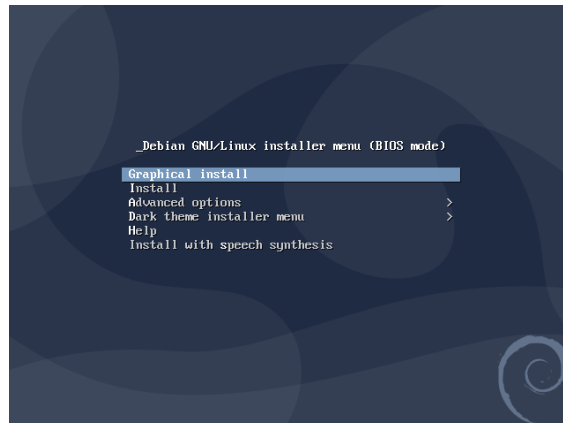 _Debian GNU/Linux installer menu (BIOS mode)
Graphical install
Install
Advanced options >
Dark theme installer menu >
Help
Install with speech synthesis